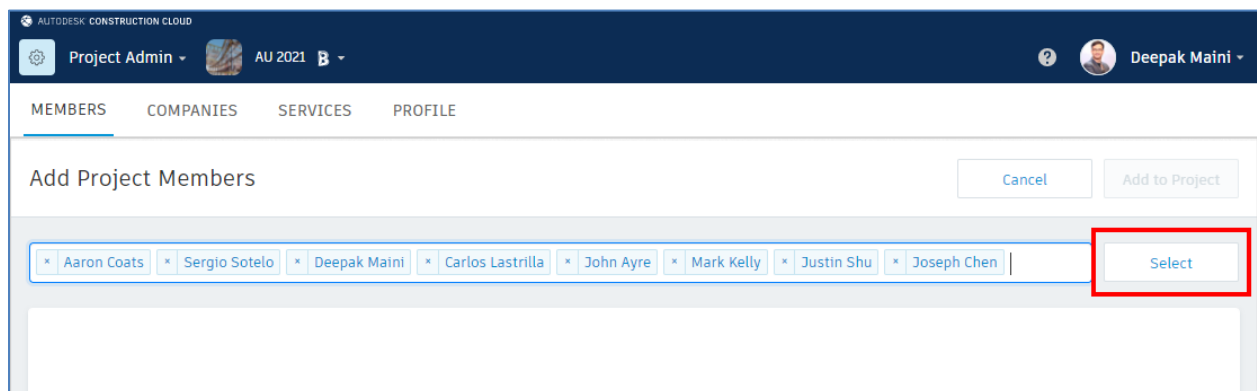 AUTODESK CONSTRUCTION CLOUD
Project Admin AU 2021 B ? Deepak Maini
MEMBERS COMPANIES SERVICES PROFILE
Add Project Members Cancel Add to Project
× Aaron Coats × Sergio Sotelo × Deepak Maini × Carlos Lastrilla × John Ayre × Mark Kelly × Justin Shu × Joseph Chen Select